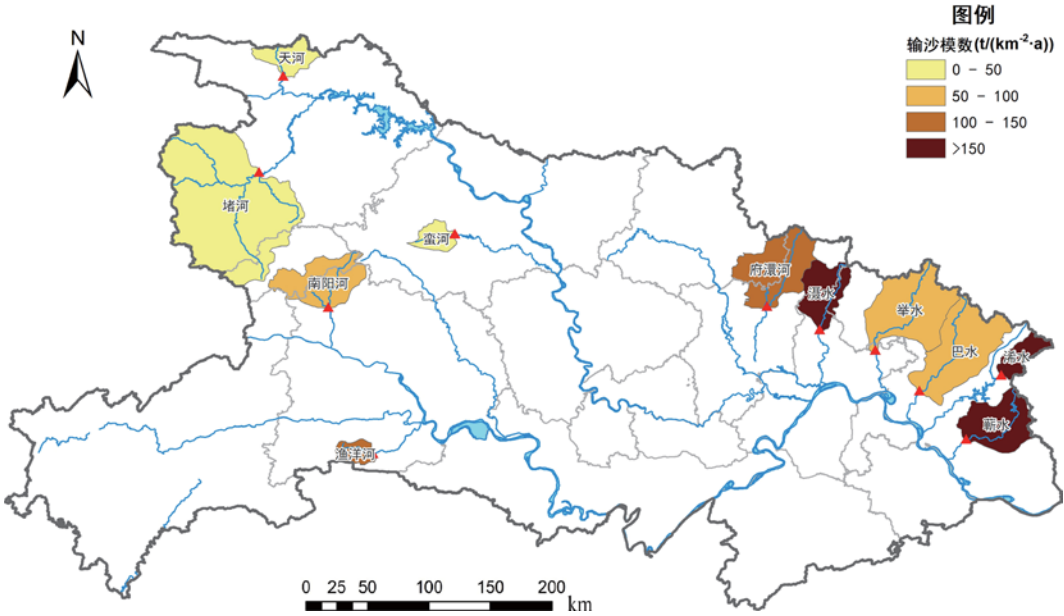 图例
输沙模数(t/(km⁻²·a))
0 - 50
50 - 100
100 - 150
>150
N
天河
堵河
蛮河
南阳河
府澴河
滠水
举水
巴水
浠水
蕲水
渔洋河
0 25 50 100 150 200
km